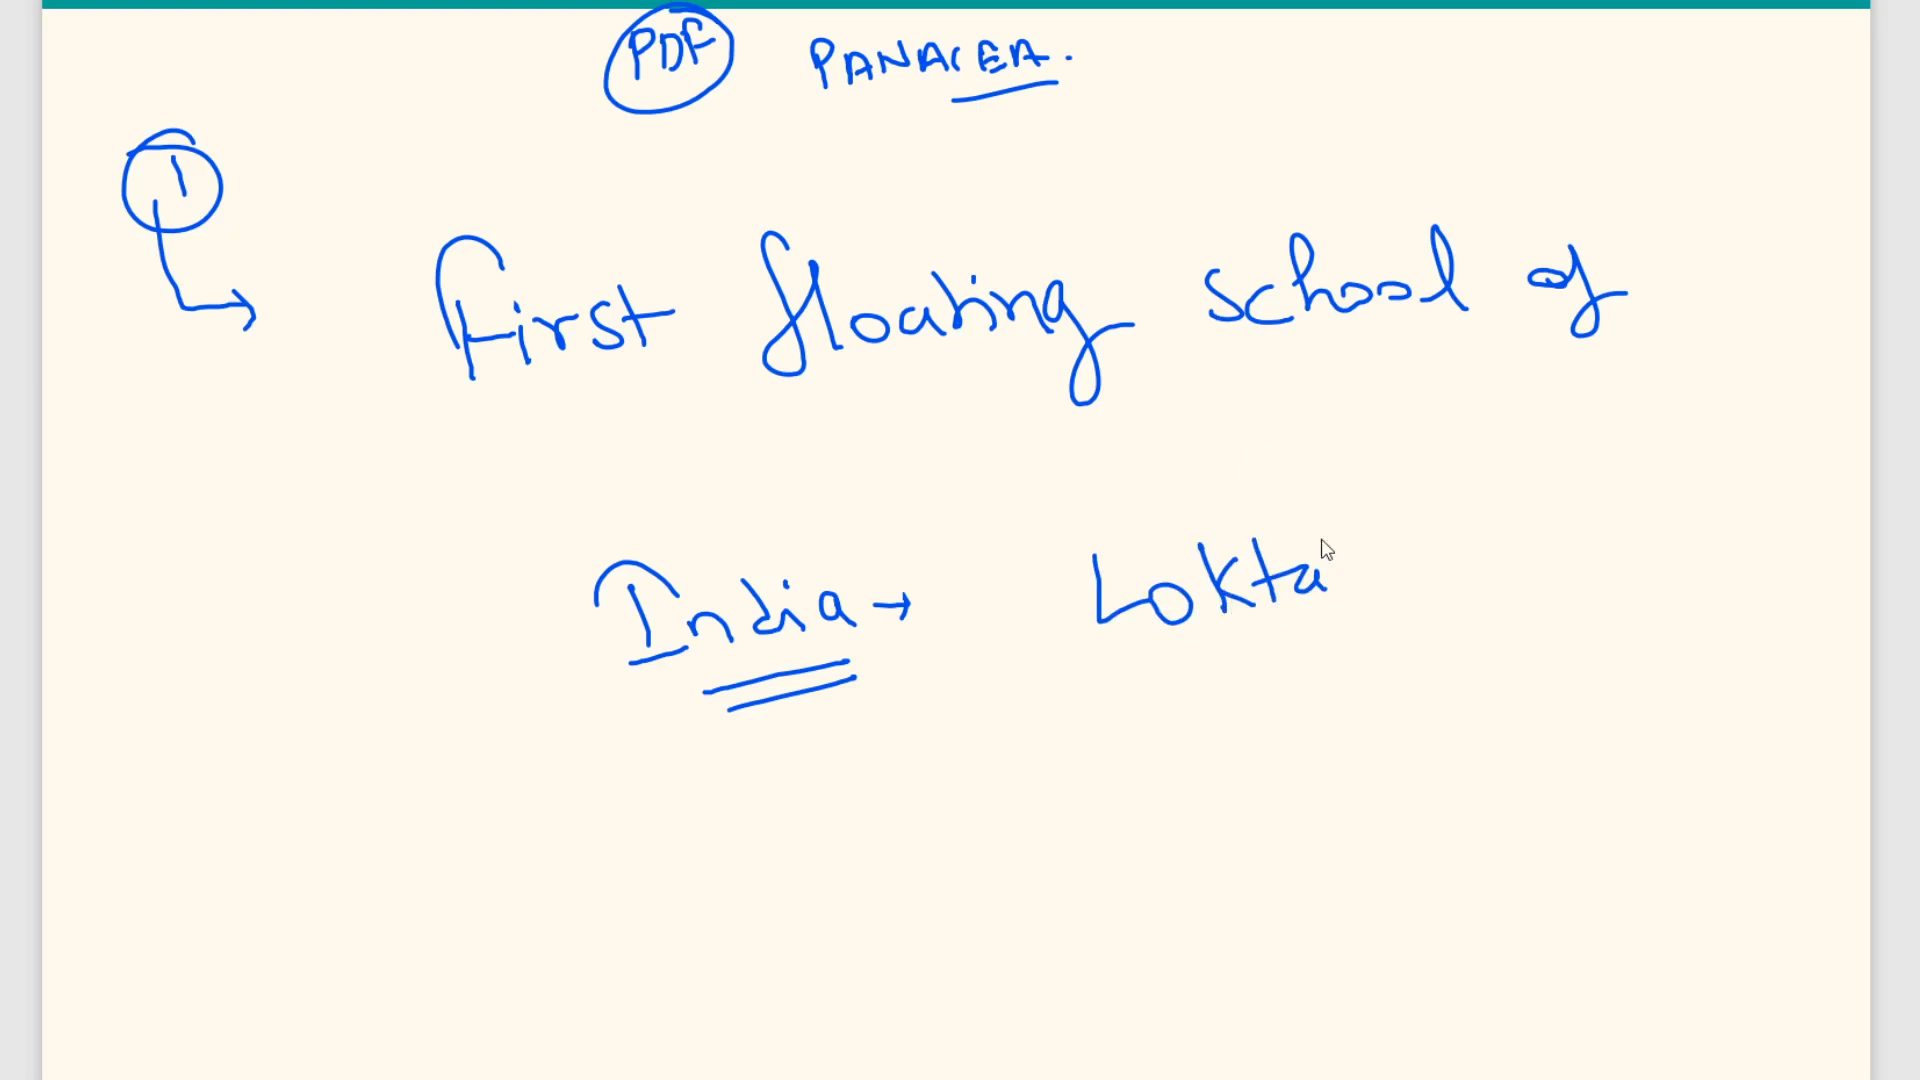 PDF PANACEA.
1
First floating school of
India → Lokta